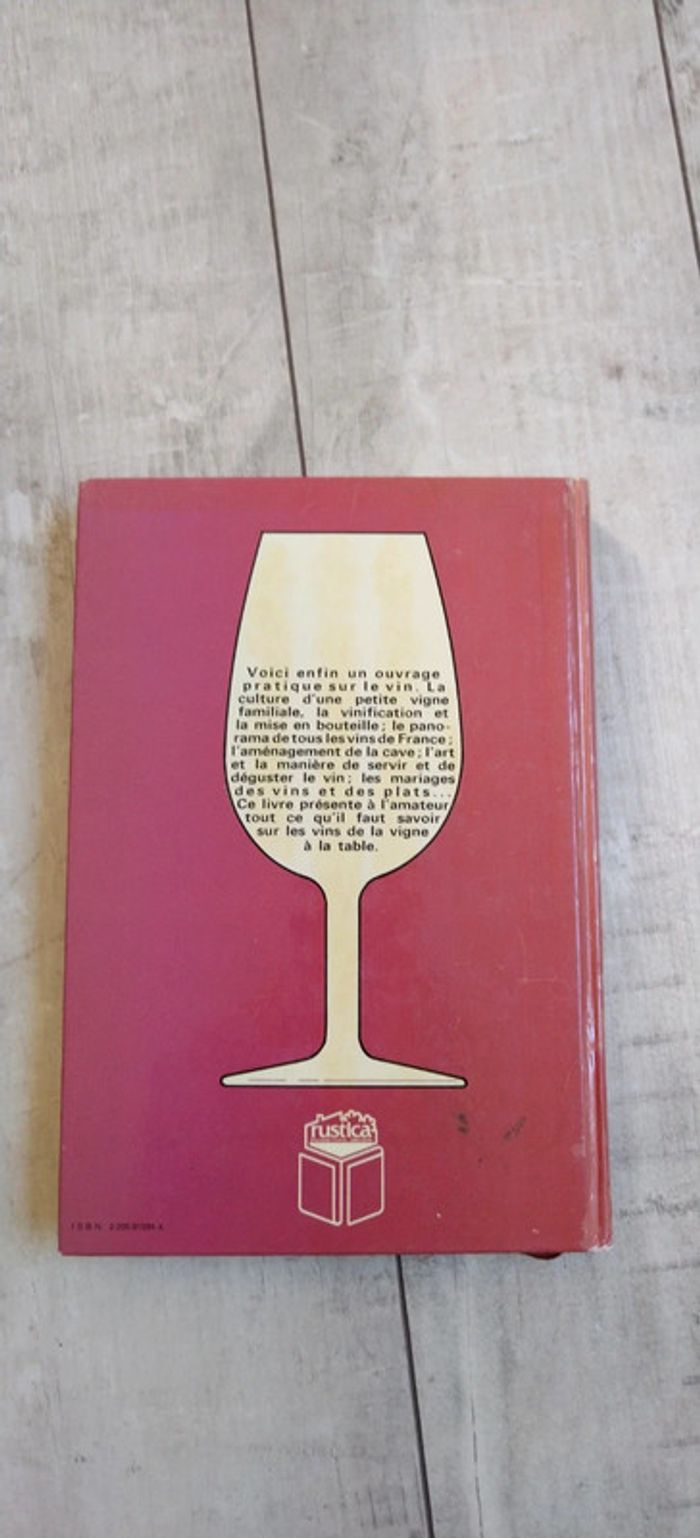 Voici enfin un ouvrage
pratique sur le vin. La
culture d'une petite vigne
familiale, la vinification et
la mise en bouteille ; le pano-
rama de tous les vins de France ;
l'aménagement de la cave ; l'art
et la manière de servir et de
déguster le vin ; les mariages
des vins et des plats...
Ce livre présente à l'amateur
tout ce qu'il faut savoir
sur les vins de la vigne
à la table.
rustica
ISBN